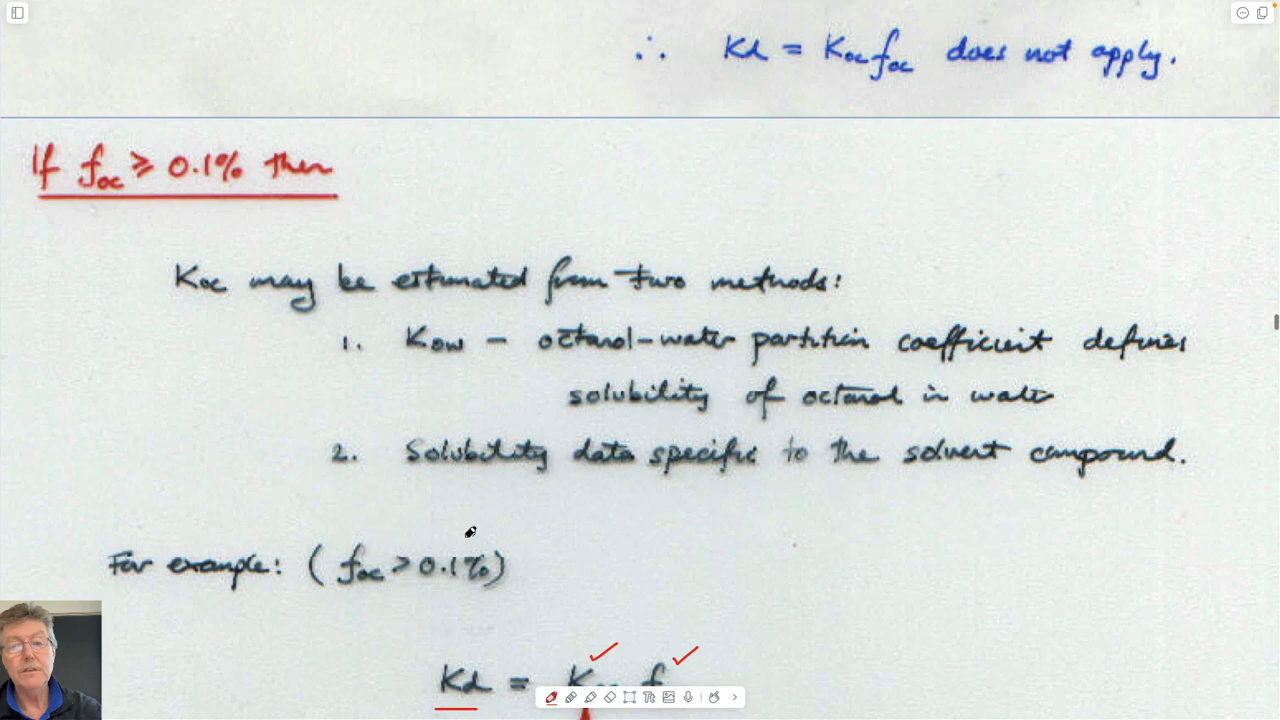 ∴ Kd = Koc foc does not apply.
If foc ⩾ 0.1% then
Koc may be estimated from two methods:
1. Kow – octanol-water partition coefficient defines
solubility of octanol in water
2. Solubility data specific to the solvent compound.
For example: ( foc > 0.1%)
Kd =